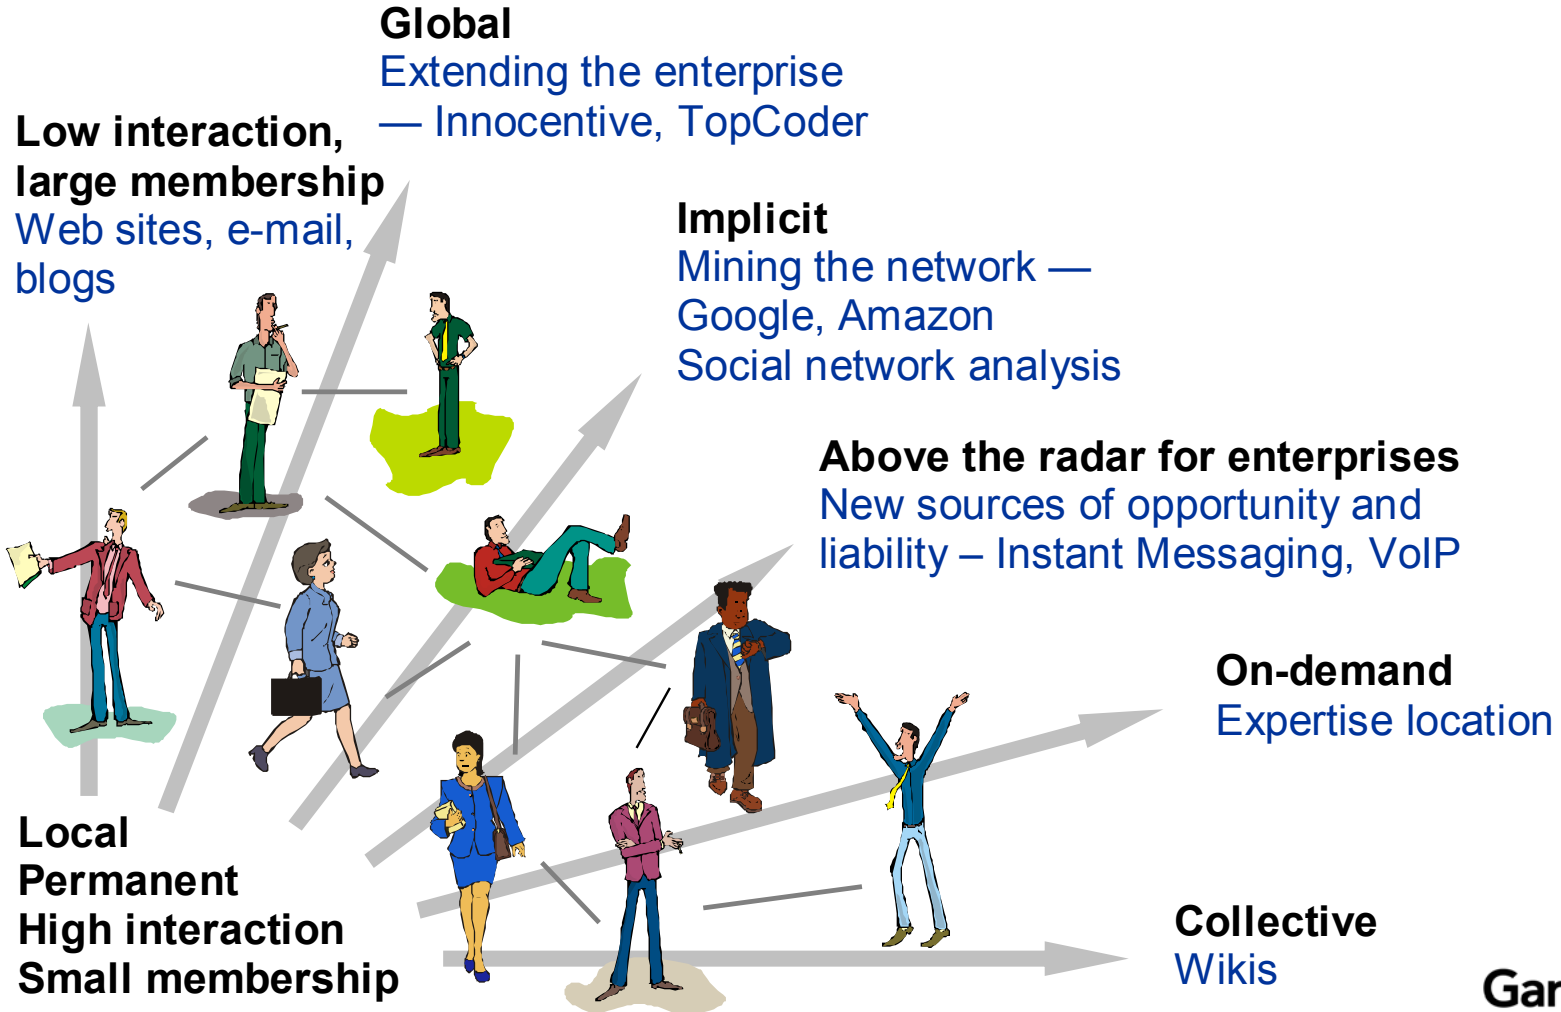 Global
Extending the enterprise
— Innocentive, TopCoder
Low interaction,
large membership
Web sites, e-mail,
blogs
Implicit
Mining the network —
Google, Amazon
Social network analysis
Above the radar for enterprises
New sources of opportunity and
liability – Instant Messaging, VoIP
On-demand
Expertise location
Local
Permanent
High interaction
Small membership
Collective
Wikis
Gar